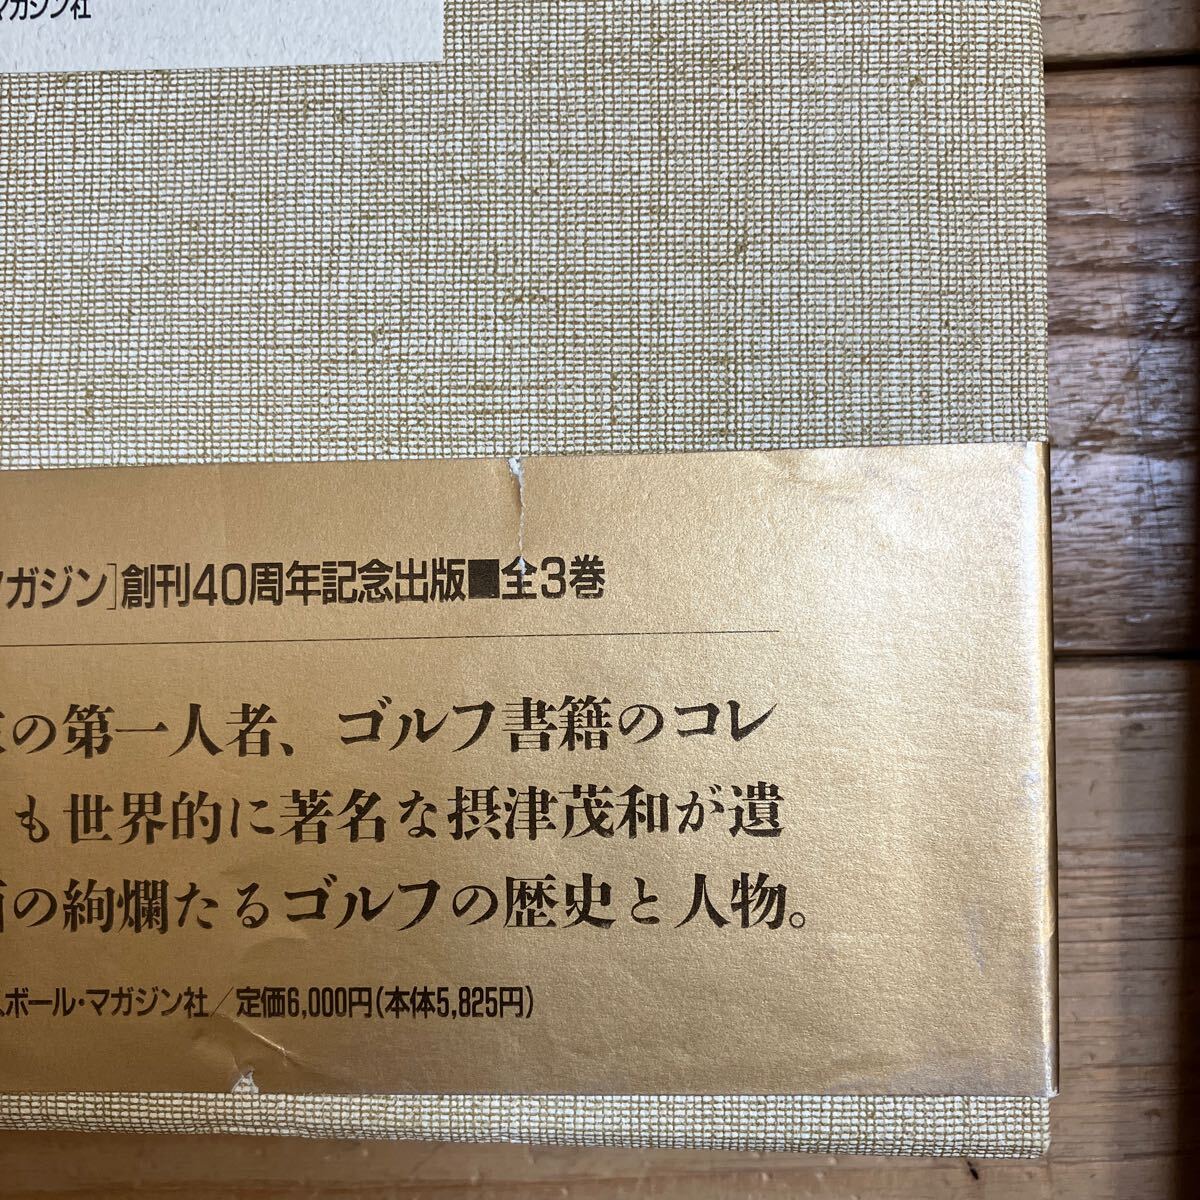 マガジン社
マガジン]創刊40周年記念出版■全3巻
の第一人者、ゴルフ書籍のコレ
も世界的に著名な摂津茂和が遺
の絢爛たるゴルフの歴史と人物。
スボール・マガジン社／定価6,000円(本体5,825円)